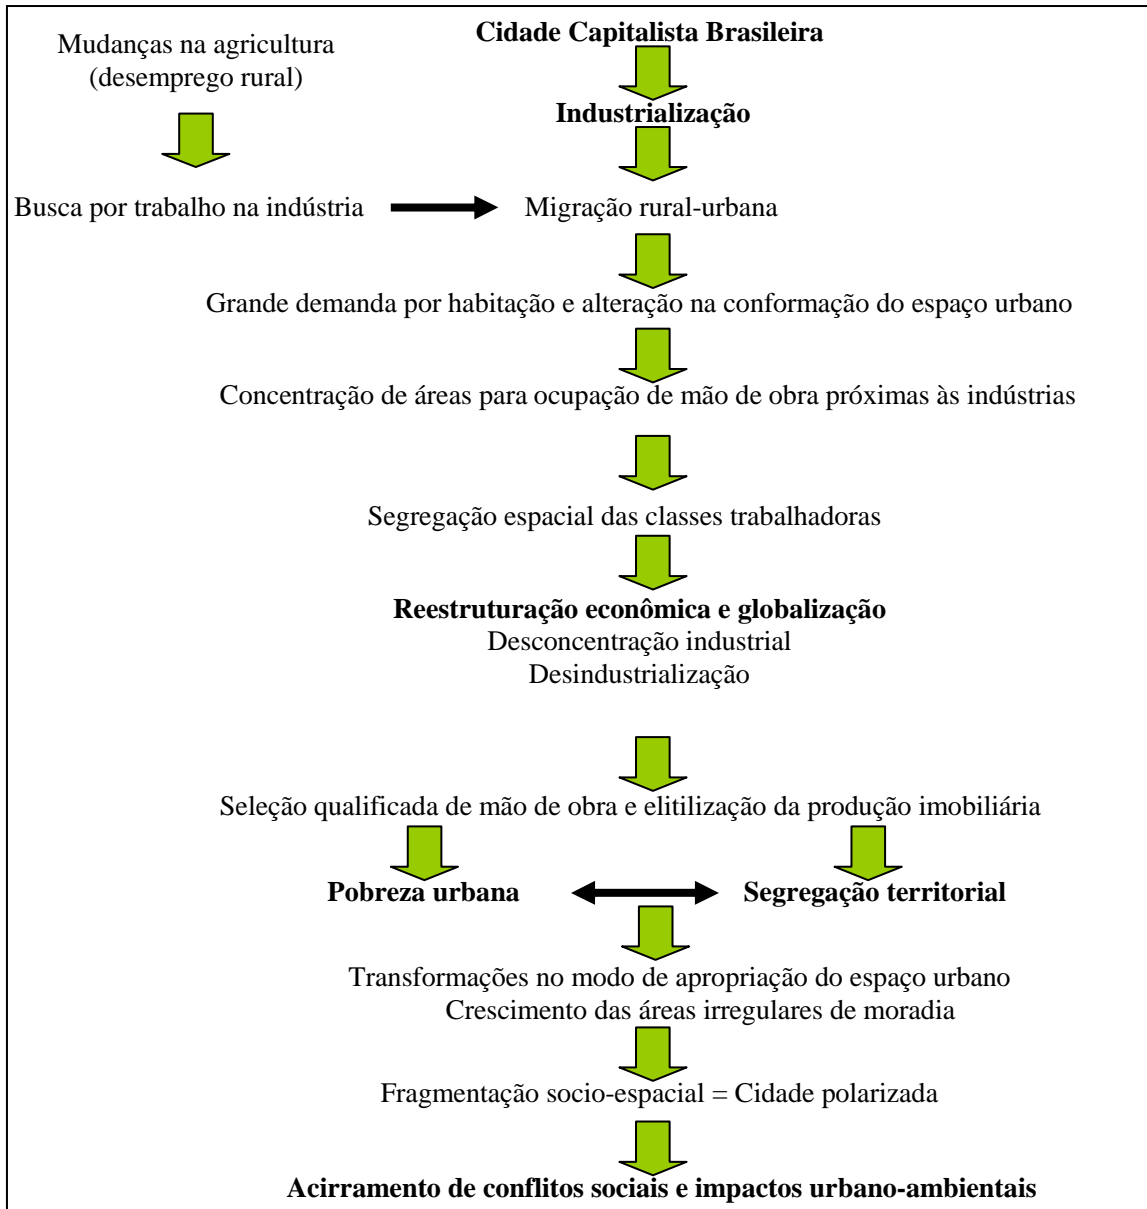 Mudanças na agricultura
(desemprego rural)
Cidade Capitalista Brasileira
Industrialização
Busca por trabalho na indústria
Migração rural-urbana
Grande demanda por habitação e alteração na conformação do espaço urbano
Concentração de áreas para ocupação de mão de obra próximas às indústrias
Segregação espacial das classes trabalhadoras
Reestruturação econômica e globalização
Desconcentração industrial
Desindustrialização
Seleção qualificada de mão de obra e elitilização da produção imobiliária
Pobreza urbana
Segregação territorial
Transformações no modo de apropriação do espaço urbano
Crescimento das áreas irregulares de moradia
Fragmentação socio-espacial = Cidade polarizada
Acirramento de conflitos sociais e impactos urbano-ambientais